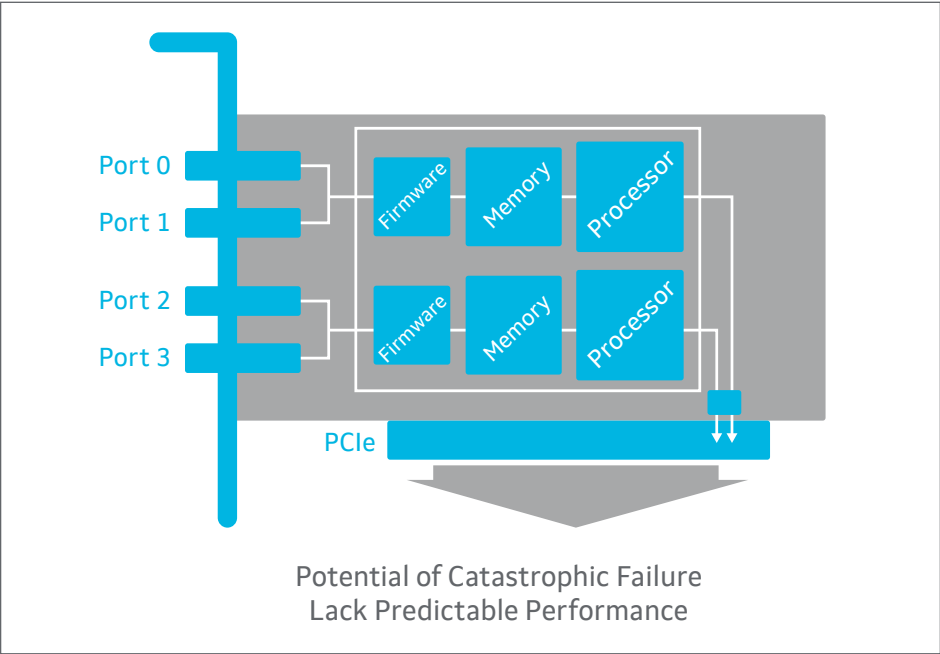 Port 0
Port 1
Port 2
Port 3
Firmware
Memory
Processor
Firmware
Memory
Processor
PCIe
Potential of Catastrophic Failure
Lack Predictable Performance